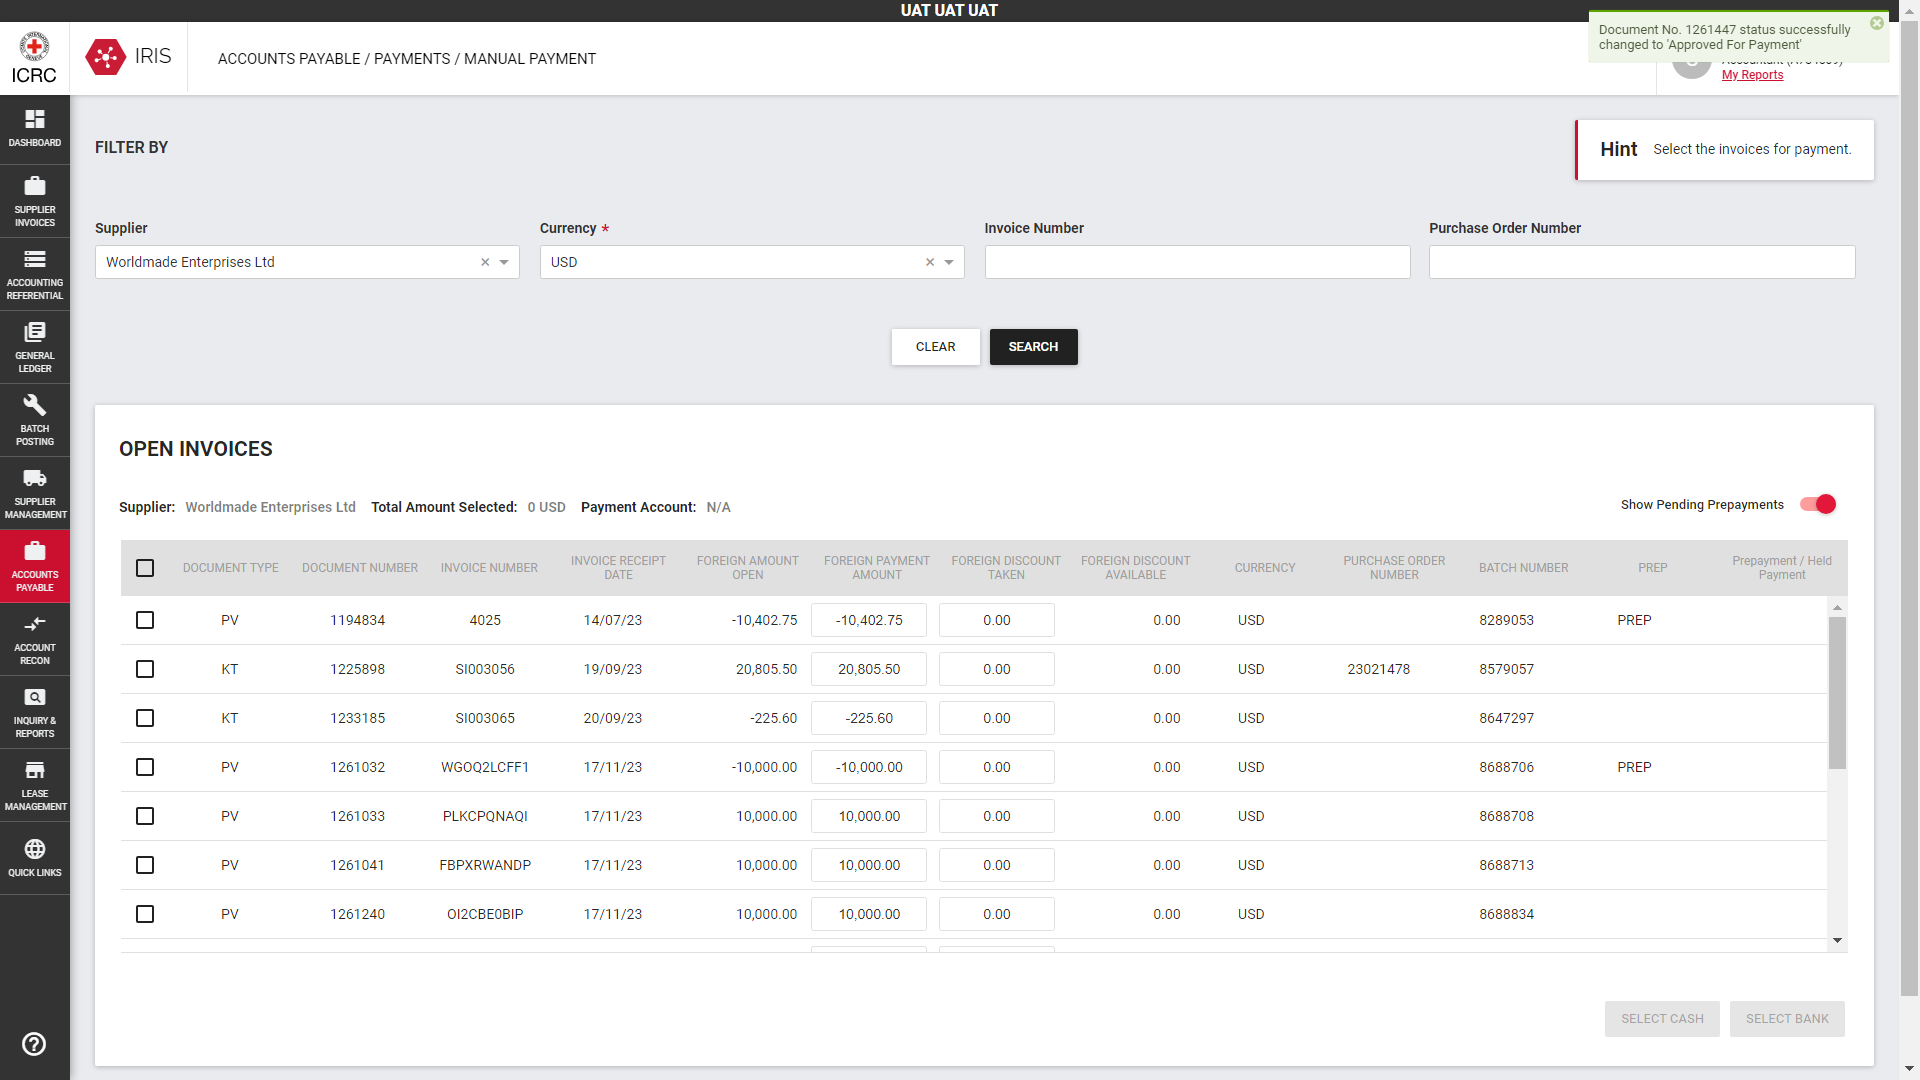 UAT UAT UAT
Document No. 1261447 status successfully
changed to 'Approved For Payment'
ICRC
IRIS
ACCOUNTS PAYABLE / PAYMENTS / MANUAL PAYMENT
My Reports
DASHBOARD
SUPPLIER
INVOICES
ACCOUNTING
REFERENTIAL
GENERAL
LEDGER
BATCH
POSTING
SUPPLIER
MANAGEMENT
ACCOUNTS
PAYABLE
ACCOUNT
RECON
INQUIRY &
REPORTS
LEASE
MANAGEMENT
QUICK LINKS
FILTER BY
Hint Select the invoices for payment.
Supplier Currency * Invoice Number Purchase Order Number
Worldmade Enterprises Ltd USD
CLEAR SEARCH
OPEN INVOICES
Supplier: Worldmade Enterprises Ltd Total Amount Selected: 0 USD Payment Account: N/A Show Pending Prepayments
DOCUMENT TYPE DOCUMENT NUMBER INVOICE NUMBER INVOICE RECEIPT DATE FOREIGN AMOUNT OPEN FOREIGN PAYMENT AMOUNT FOREIGN DISCOUNT TAKEN FOREIGN DISCOUNT AVAILABLE CURRENCY PURCHASE ORDER NUMBER BATCH NUMBER PREP Prepayment / Held Payment
PV 1194834 4025 14/07/23 -10,402.75 -10,402.75 0.00 0.00 USD 8289053 PREP
KT 1225898 SI003056 19/09/23 20,805.50 20,805.50 0.00 0.00 USD 23021478 8579057
KT 1233185 SI003065 20/09/23 -225.60 -225.60 0.00 0.00 USD 8647297
PV 1261032 WGOQ2LCFF1 17/11/23 -10,000.00 -10,000.00 0.00 0.00 USD 8688706 PREP
PV 1261033 PLKCPQNAQI 17/11/23 10,000.00 10,000.00 0.00 0.00 USD 8688708
PV 1261041 FBPXRWANDP 17/11/23 10,000.00 10,000.00 0.00 0.00 USD 8688713
PV 1261240 OI2CBE0BIP 17/11/23 10,000.00 10,000.00 0.00 0.00 USD 8688834
SELECT CASH SELECT BANK